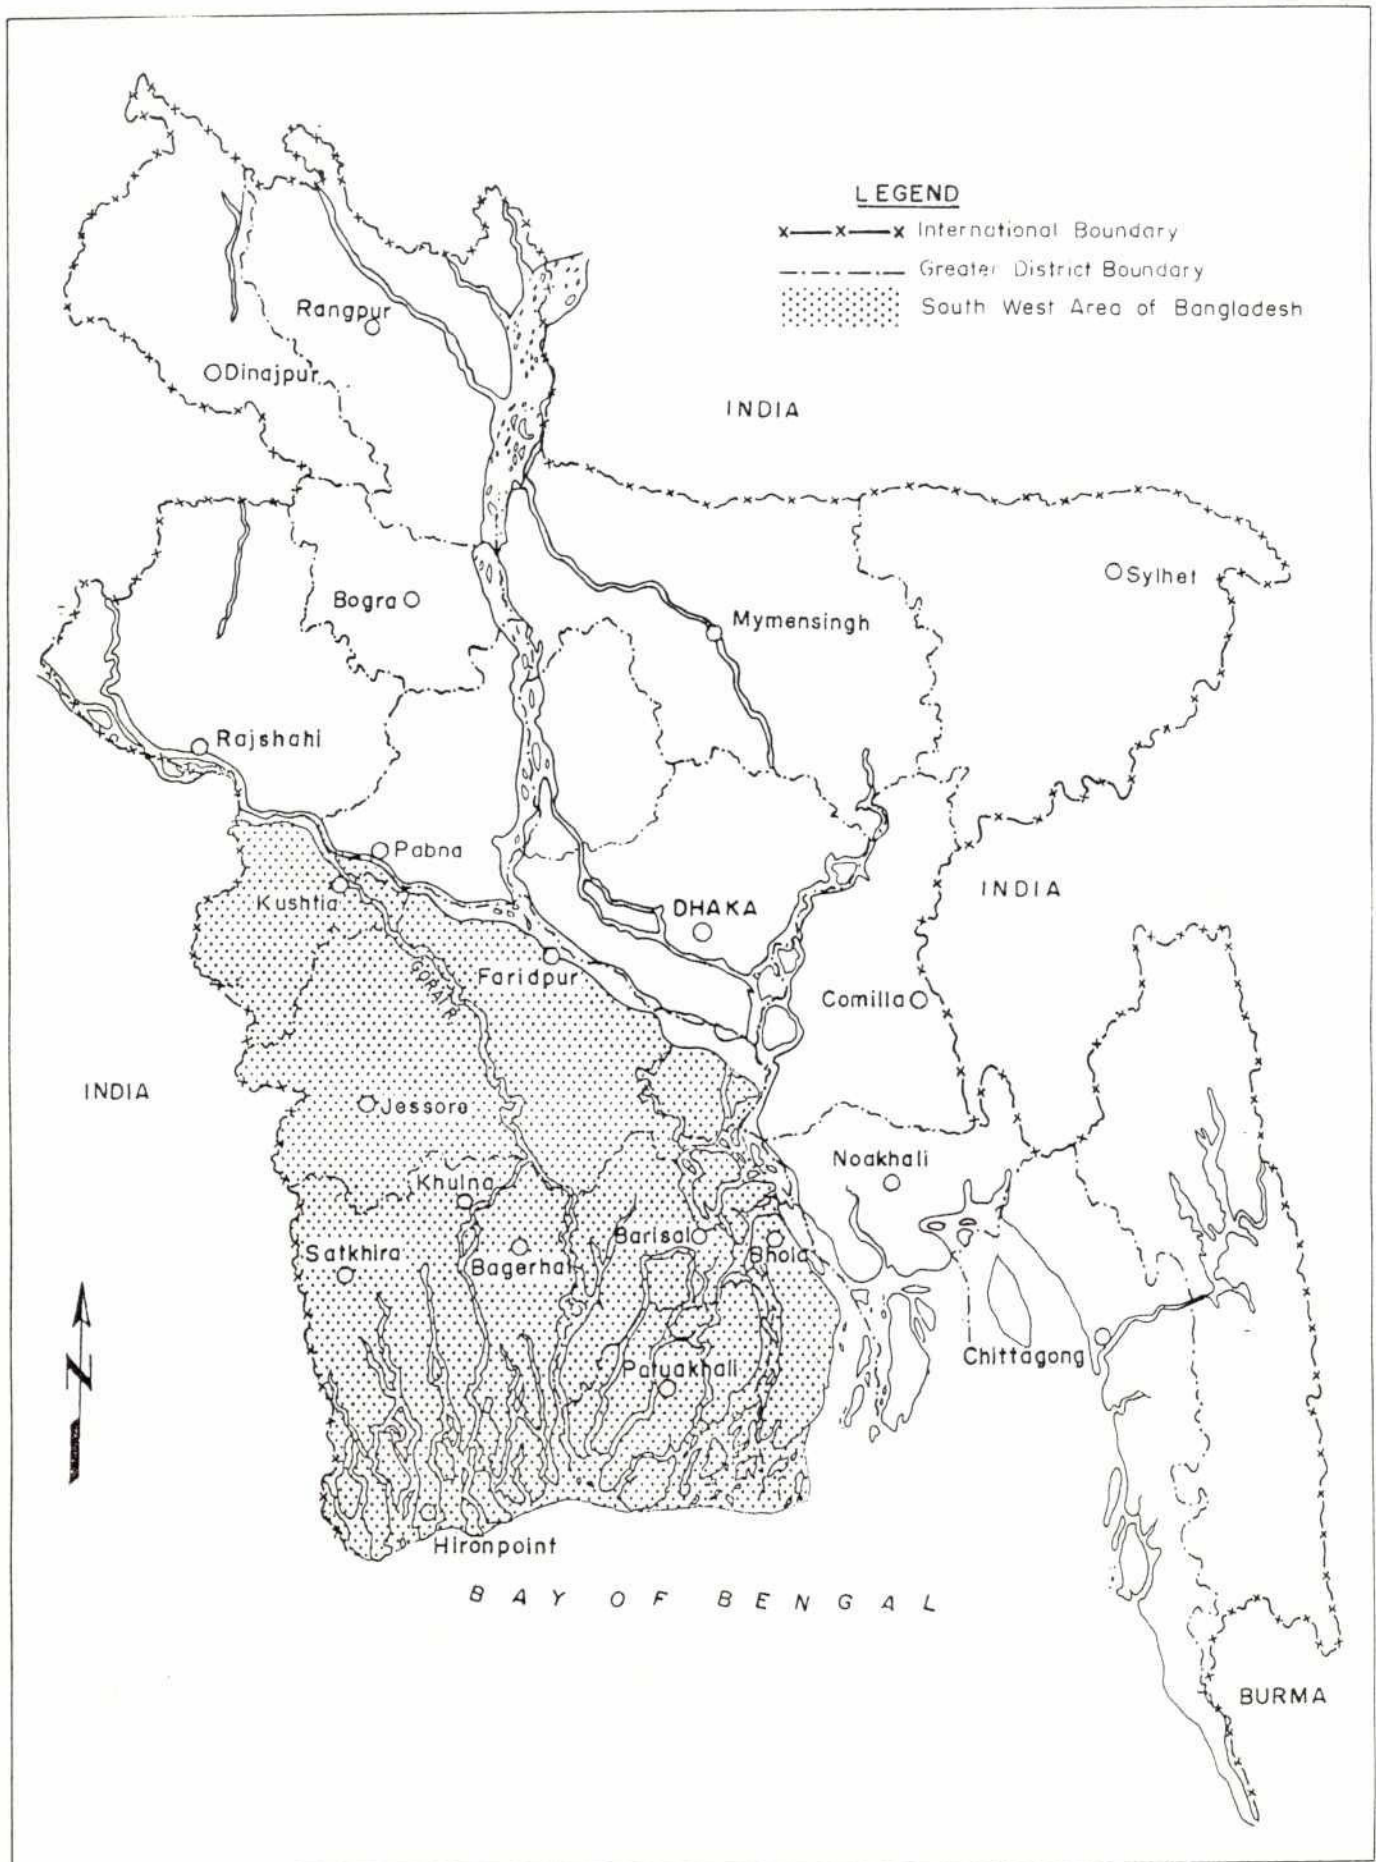 LEGEND
x—x—x International Boundary
Greater District Boundary
South West Area of Bangladesh
Rangpur
Dinajpur
INDIA
Sylhet
Bogra
Mymensingh
Rajshahi
Pabna
INDIA
Kushtia
DHAKA
Faridpur
GORAI R.
Comilla
INDIA
Jessore
Noakhali
Khulna
Satkhira
Bagerhat
Barisal
Bhola
Chittagong
Patuakhali
N
Hironpoint
BAY OF BENGAL
BURMA